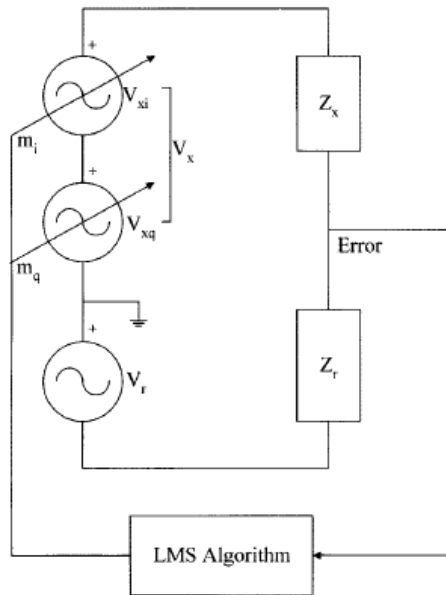 +
V_xi
Z_x
m_i
V_x
+
V_xq
Error
m_q
+
V_r
Z_r
LMS Algorithm